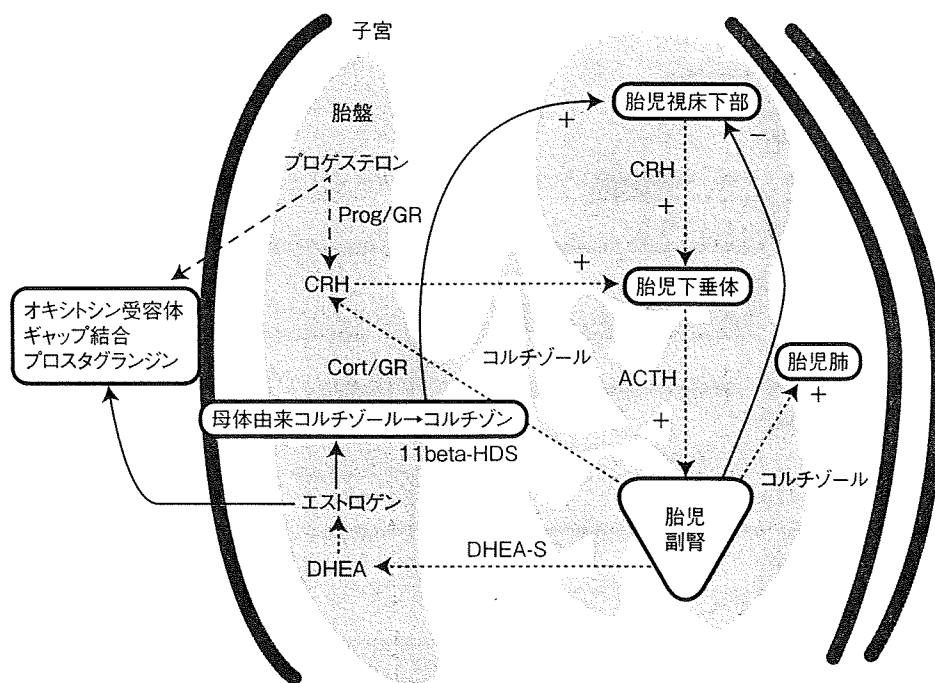 子宮
胎盤
プロゲステロン
Prog/GR
CRH
オキシトシン受容体
ギャップ結合
プロスタグランジン
Cort/GR
コルチゾール
母体由来コルチゾール→コルチゾン
11beta-HDS
エストロゲン
DHEA
DHEA-S
胎児視床下部
+
−
CRH
+
+
胎児下垂体
ACTH
+
胎児肺
+
コルチゾール
胎児
副腎